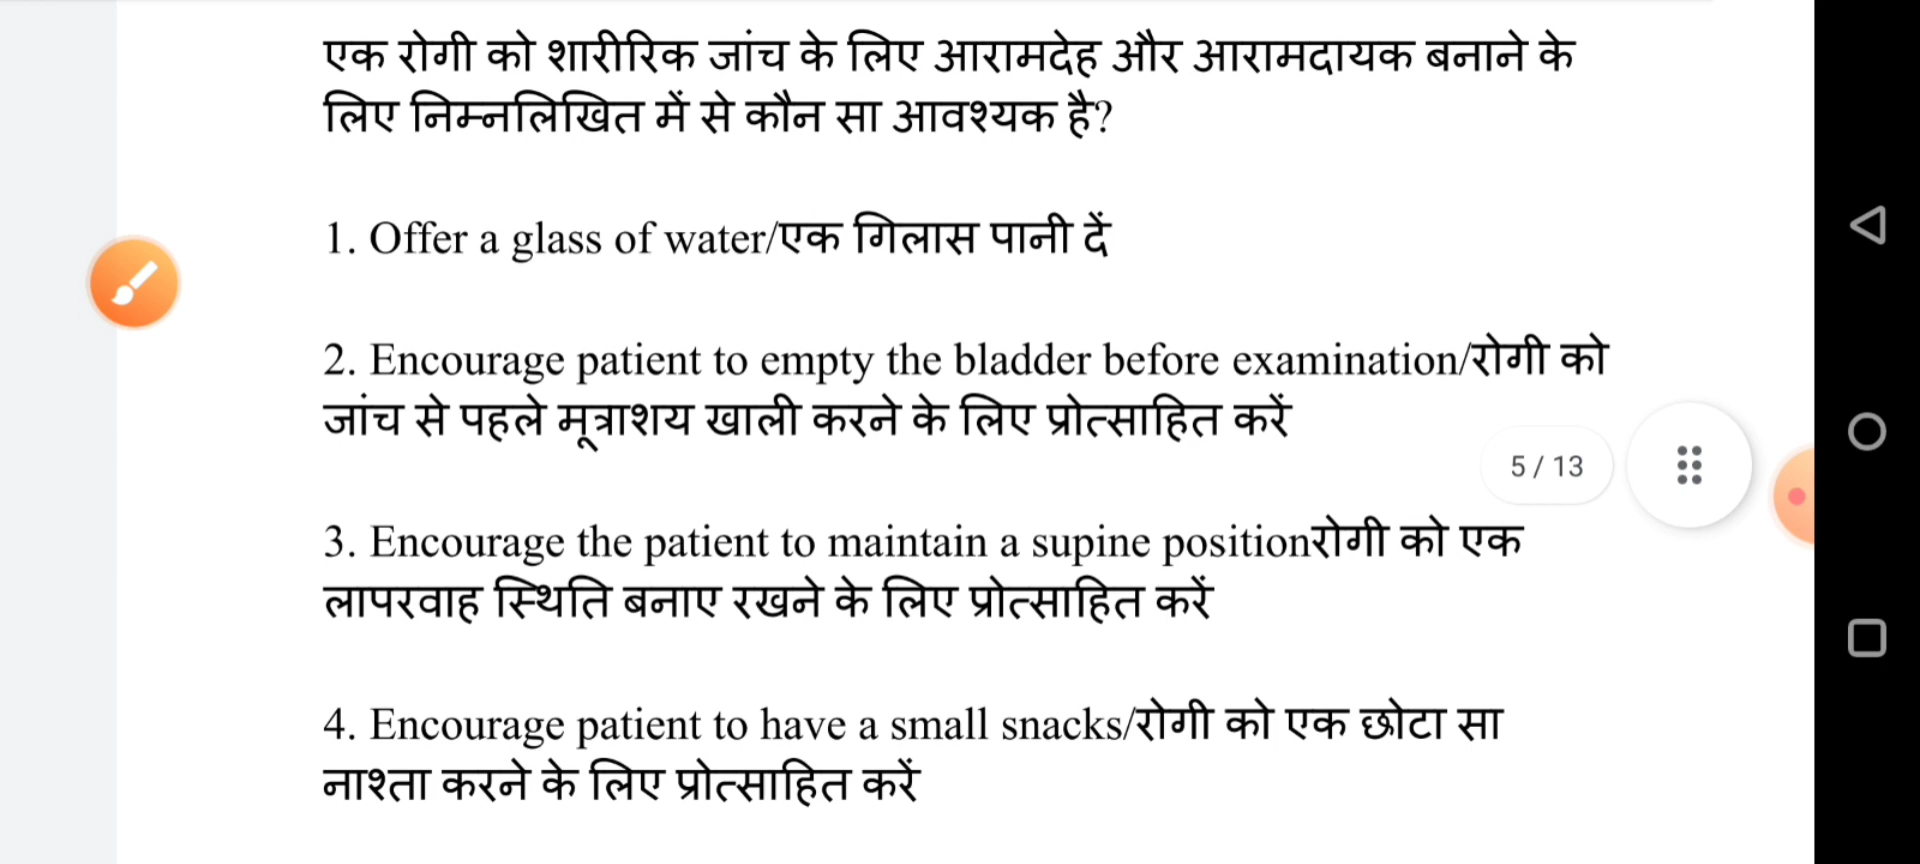 एक रोगी को शारीरिक जांच के लिए आरामदेह और आरामदायक बनाने के
लिए निम्नलिखित में से कौन सा आवश्यक है?
1. Offer a glass of water/एक गिलास पानी दें
2. Encourage patient to empty the bladder before examination/रोगी को
जांच से पहले मूत्राशय खाली करने के लिए प्रोत्साहित करें
5 / 13
3. Encourage the patient to maintain a supine positionरोगी को एक
लापरवाह स्थिति बनाए रखने के लिए प्रोत्साहित करें
4. Encourage patient to have a small snacks/रोगी को एक छोटा सा
नाश्ता करने के लिए प्रोत्साहित करें